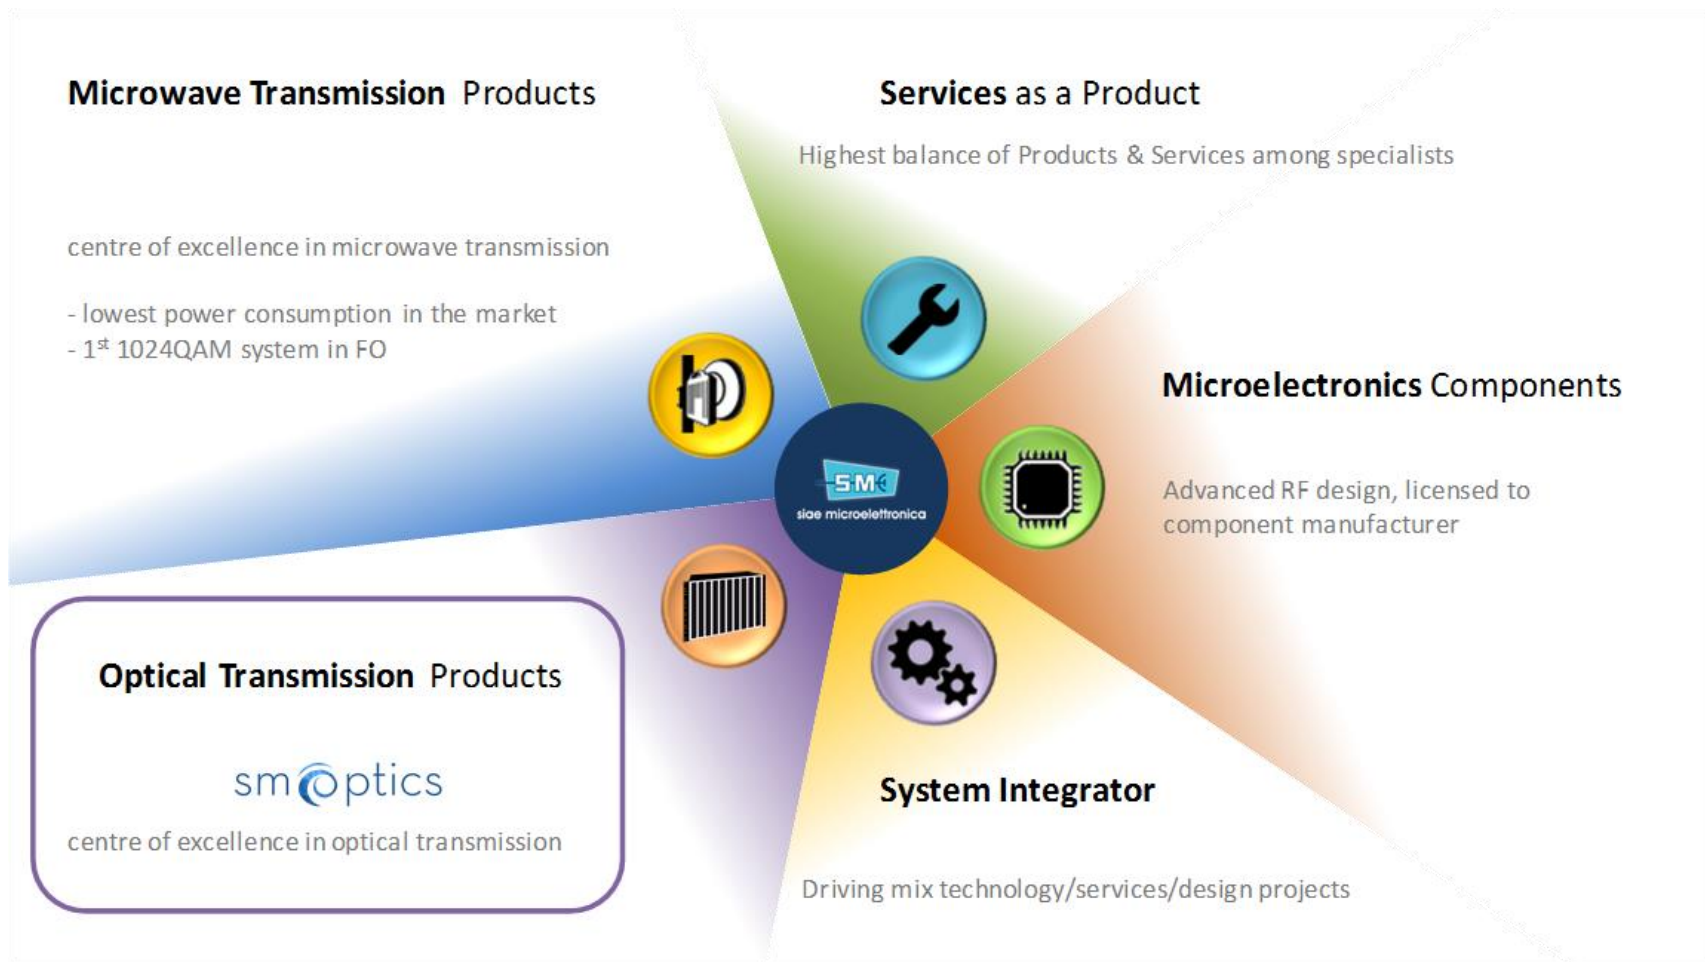 Microwave Transmission Products
centre of excellence in microwave transmission
- lowest power consumption in the market
- 1st 1024QAM system in FO
Services as a Product
Highest balance of Products & Services among specialists
Microelectronics Components
Advanced RF design, licensed to
component manufacturer
SM
siae microelettronica
Optical Transmission Products
smoptics
centre of excellence in optical transmission
System Integrator
Driving mix technology/services/design projects